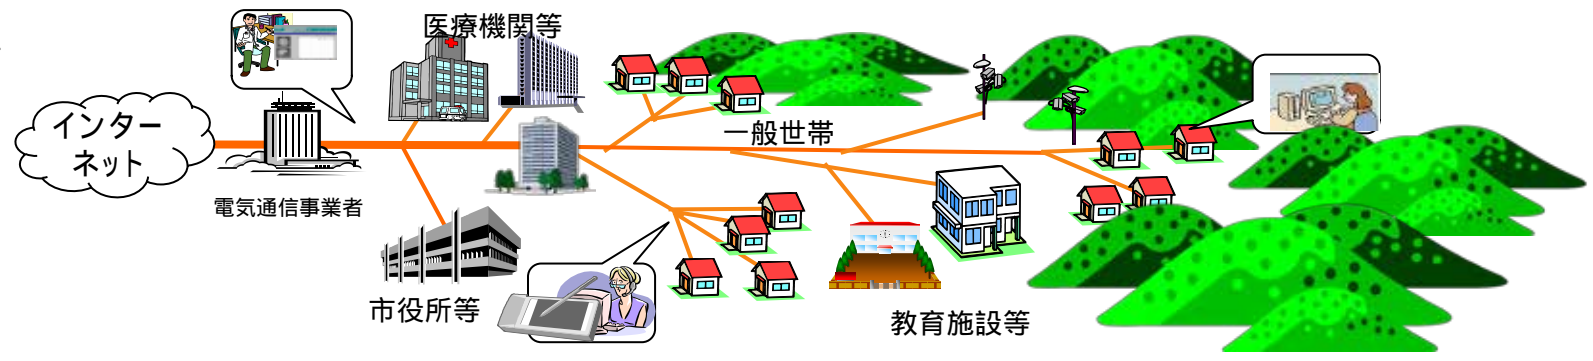 医療機関等
インター
ネット
一般世帯
電気通信事業者
市役所等
教育施設等